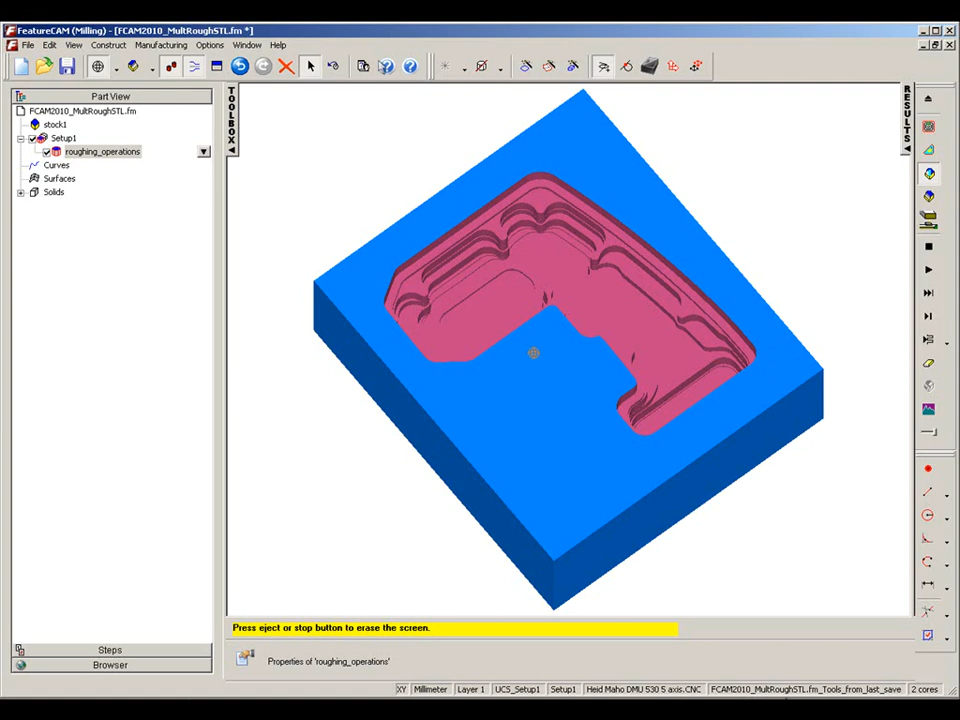 FeatureCAM (Milling) - [FCAM2010_MultRoughSTL.fm *]
File Edit View Construct Manufacturing Options Window Help
Part View
FCAM2010_MultRoughSTL.fm
stock1
Setup1
roughing_operations
Curves
Surfaces
Solids
Steps
Browser
TOOLBOX
RESULTS
Press eject or stop button to erase the screen.
Properties of 'roughing_operations'
XY Millimeter Layer 1 UCS_Setup1 Setup1 Heid Maho DMU 530 5 axis.CNC FCAM2010_MultRoughSTL.fm_Tools_from_last_save 2 cores